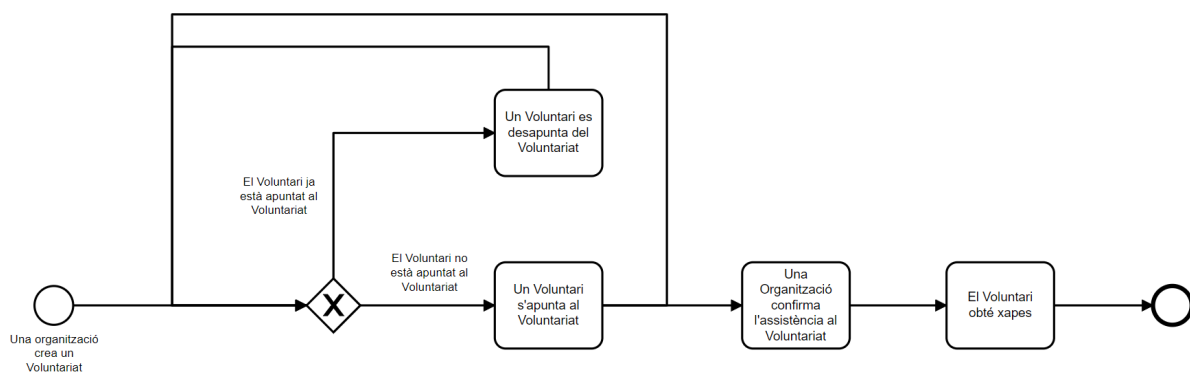 Un Voluntari es
desapunta del
Voluntariat
El Voluntari ja
està apuntat al
Voluntariat
El Voluntari no
està apuntat al
Voluntariat
Un Voluntari
s'apunta al
Voluntariat
Una
Organització
confirma
l'assistència al
Voluntariat
El Voluntari
obté xapes
Una organització
crea un
Voluntariat